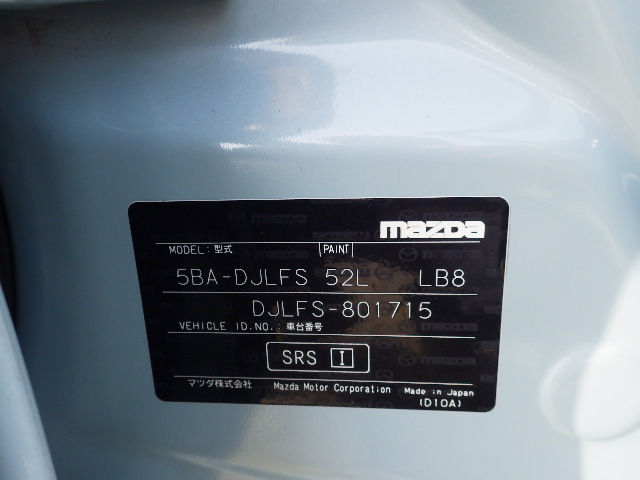 mazda
MODEL: 型式 PAINT
5BA-DJLFS 52L LB8
DJLFS-801715
VEHICLE ID.NO.: 車台番号
SRS I
マツダ株式会社 Mazda Motor Corporation Made in Japan
(D10A)